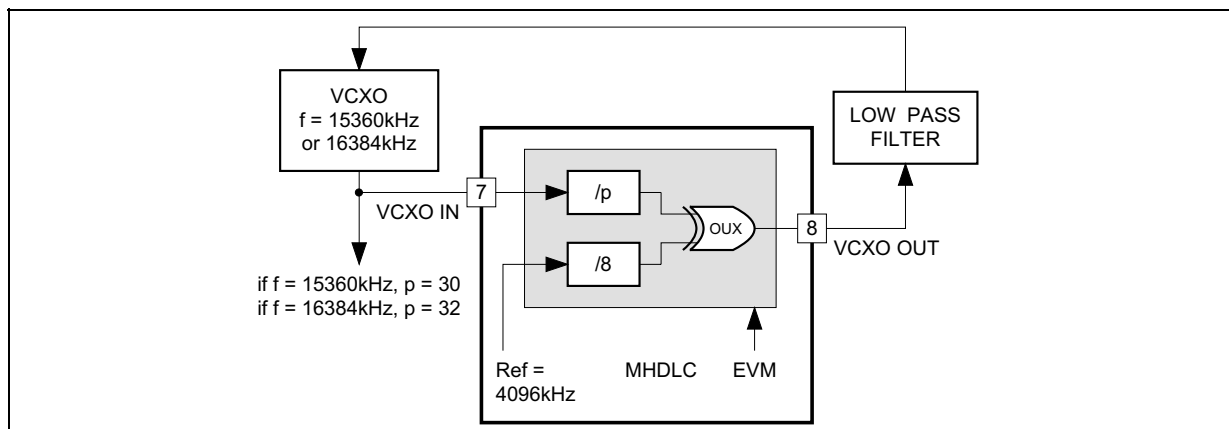 VCXO
f = 15360kHz
or 16384kHz
LOW PASS
FILTER
7
VCXO IN
/p
OUX
8
VCXO OUT
/8
if f = 15360kHz, p = 30
if f = 16384kHz, p = 32
Ref =
4096kHz
MHDLC
EVM